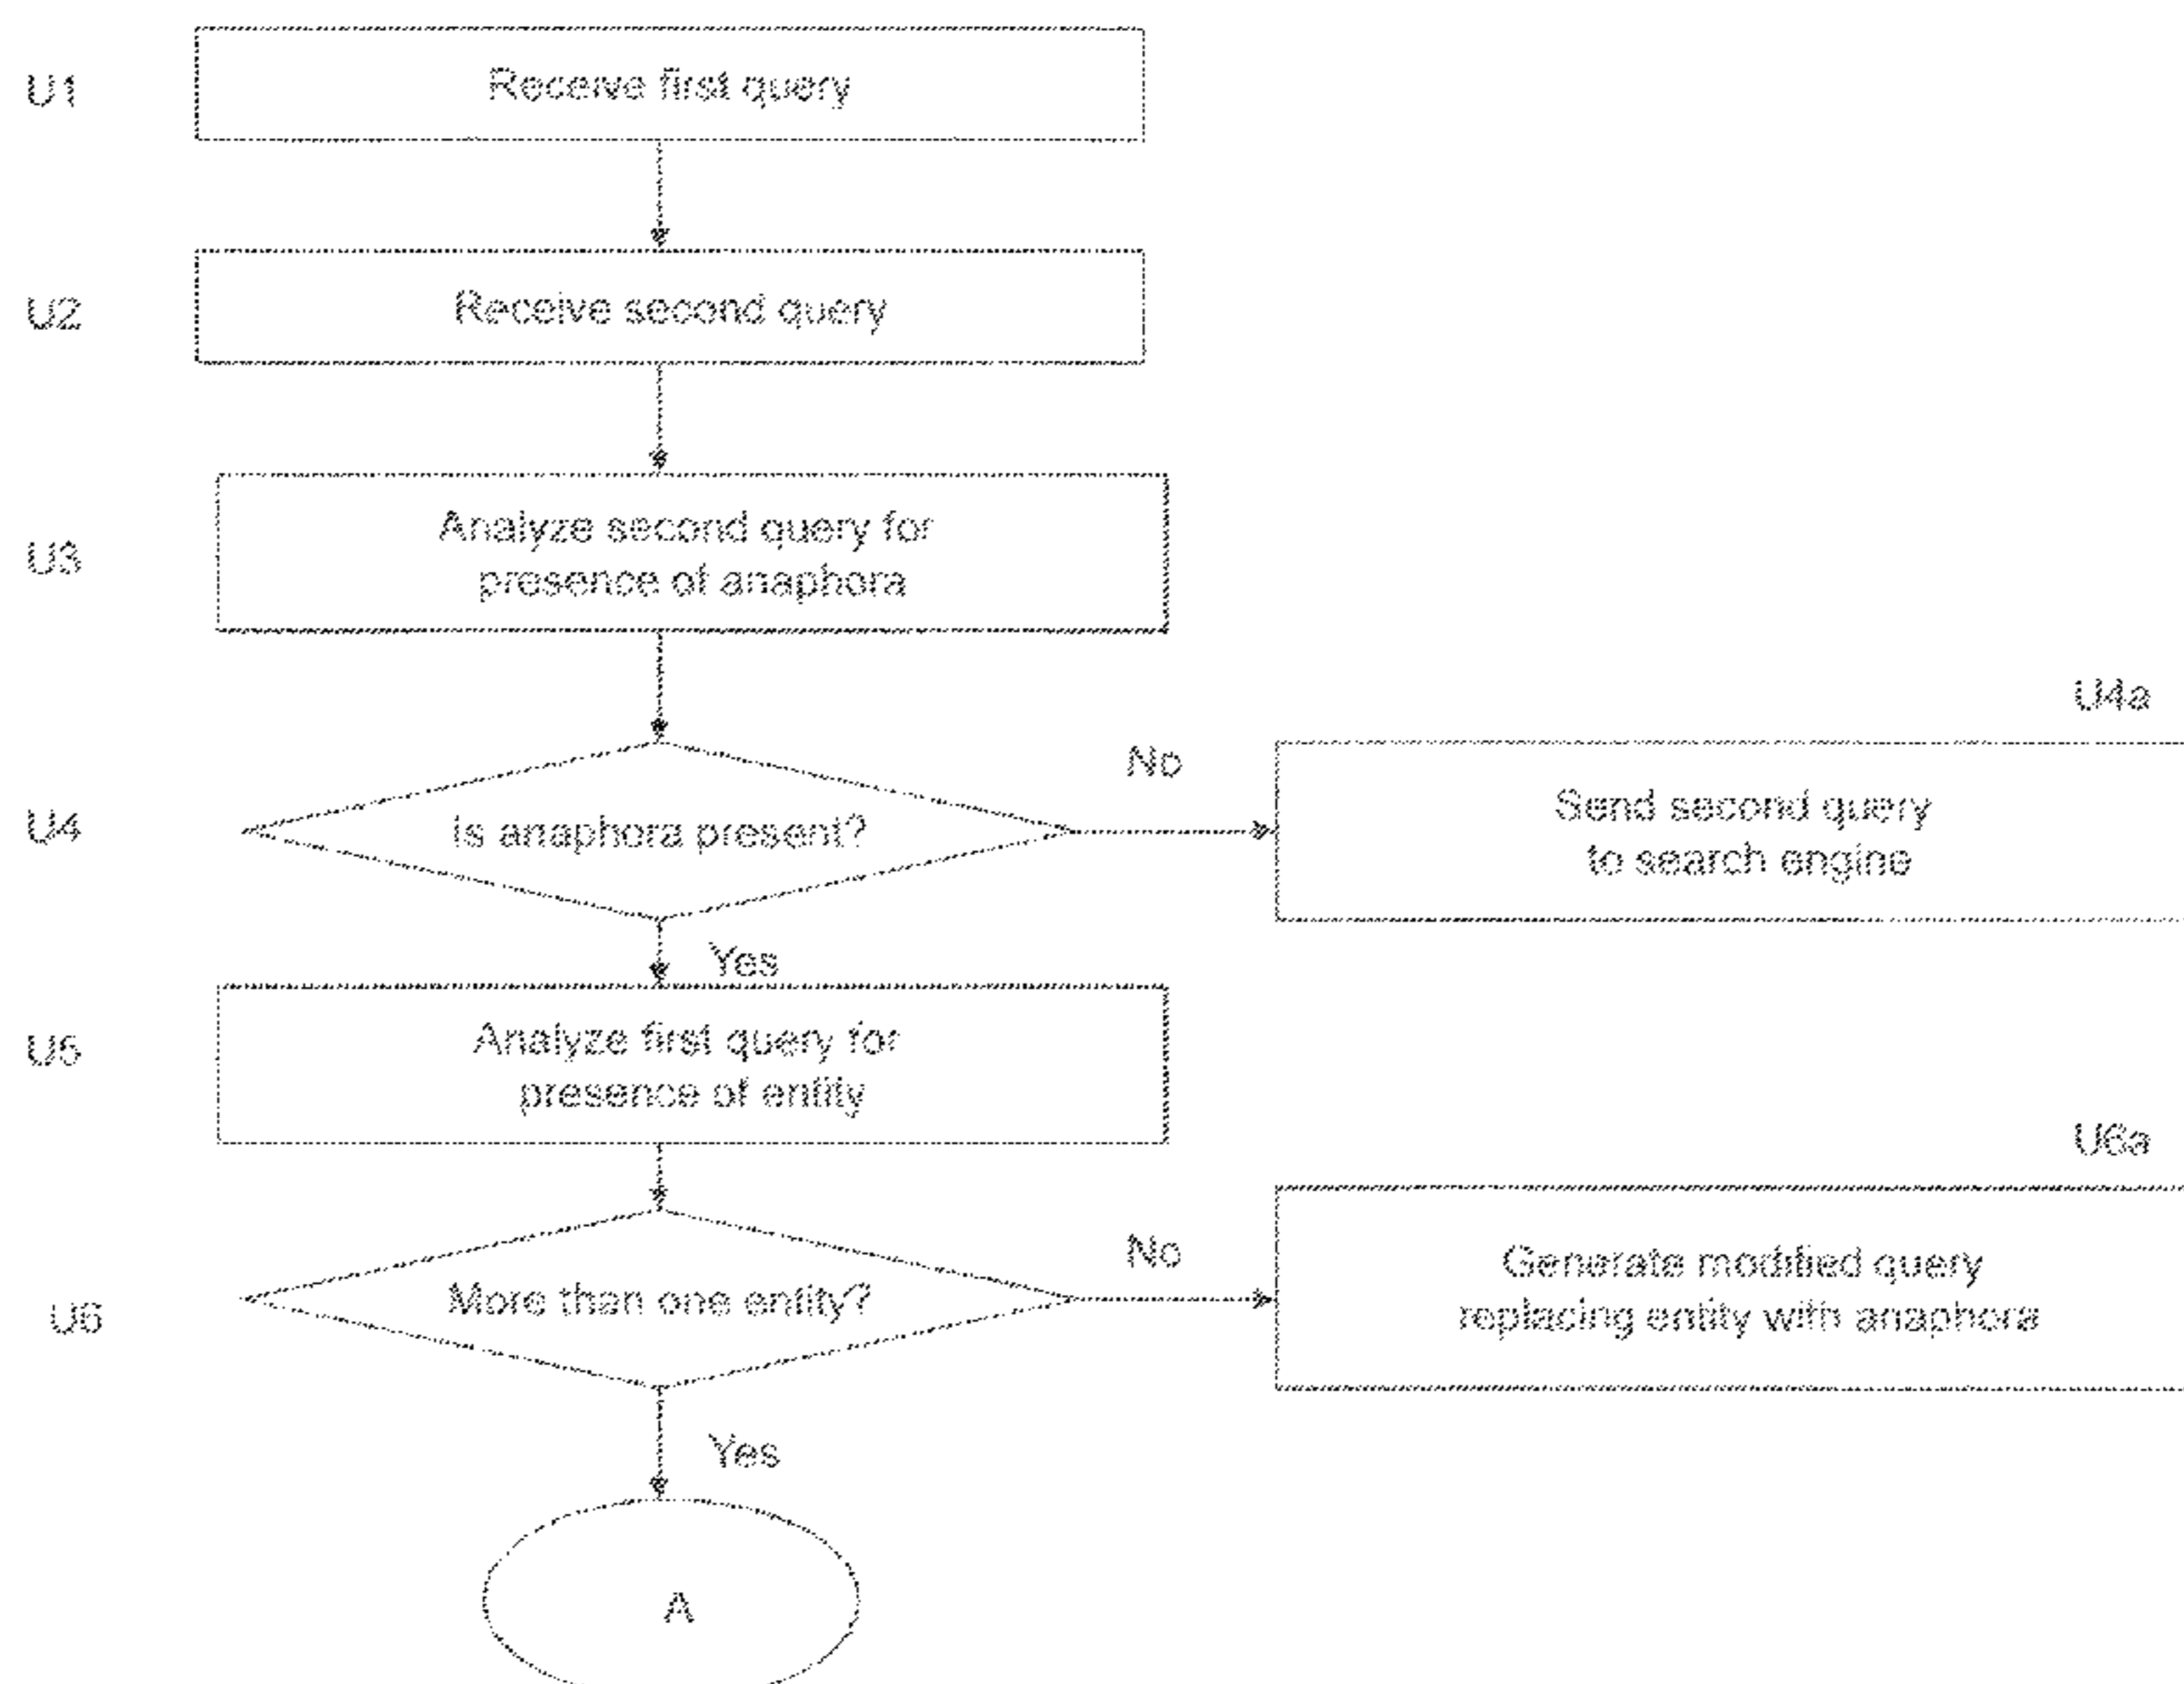 U1
Receive first query
U2
Receive second query
U3
Analyze second query for
presence of anaphora
U4a
No
U4
Is anaphora present?
Send second query
to search engine
Yes
U5
Analyze first query for
presence of entity
U6a
No
U6
More than one entity?
Generate modified query
replacing entity with anaphora
Yes
A